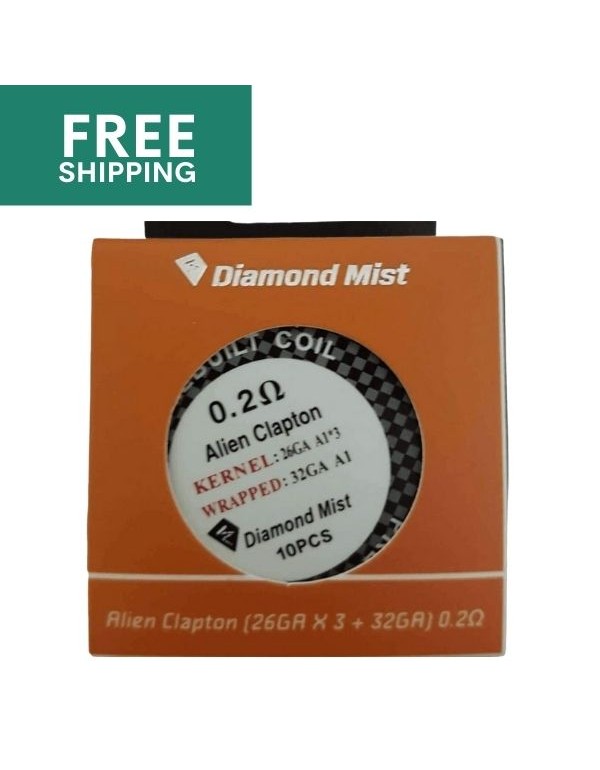 FREE
SHIPPING
Diamond Mist
COIL
0.2Ω
Alien Clapton
KERNEL: 26GA A1*3
WRAPPED: 32GA A1
Diamond Mist
10PCS
Alien Clapton (26GA X 3 + 32GA) 0.2Ω